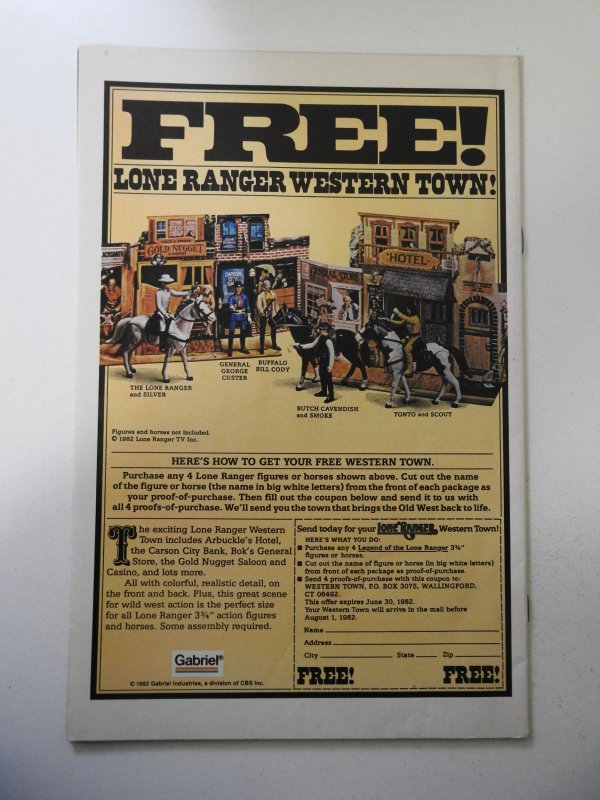 FREE!
LONE RANGER WESTERN TOWN!
GOLD NUGGET
CASINO
CARSON
CITY
GENERAL STORE
HOTEL
THE LONE RANGER
and SILVER
GENERAL
GEORGE
CUSTER
BUFFALO
BILL CODY
BUTCH CAVENDISH
and SMOKE
TONTO and SCOUT
Figures and horses not included.
© 1982 Lone Ranger TV Inc.
HERE'S HOW TO GET YOUR FREE WESTERN TOWN.
Purchase any 4 Lone Ranger figures or horses shown above. Cut out the name
of the figure or horse (the name in big white letters) from the front of each package as
your proof-of-purchase. Then fill out the coupon below and send it to us with
all 4 proofs-of-purchase. We'll send you the town that brings the Old West back to life.
The exciting Lone Ranger Western
Town includes Arbuckle's Hotel,
the Carson City Bank, Bok's General
Store, the Gold Nugget Saloon and
Casino, and lots more.
All with colorful, realistic detail, on
the front and back. Plus, this great scene
for wild west action is the perfect size
for all Lone Ranger 3¾" action figures
and horses. Some assembly required.
Gabriel®
© 1982 Gabriel Industries, a division of CBS Inc.
Send today for your LONE RANGER Western Town!
HERE'S WHAT YOU DO:
■ Purchase any 4 Legend of the Lone Ranger 3¾"
figures or horses.
■ Cut out the name of figure or horse (in big white letters)
from front of each package as proof-of-purchase.
■ Send 4 proofs-of-purchase with this coupon to:
WESTERN TOWN, P.O. BOX 3075, WALLINGFORD,
CT 06492.
This offer expires June 30, 1982.
Your Western Town will arrive in the mail before
August 1, 1982.
Name
Address
City State Zip
FREE! FREE!